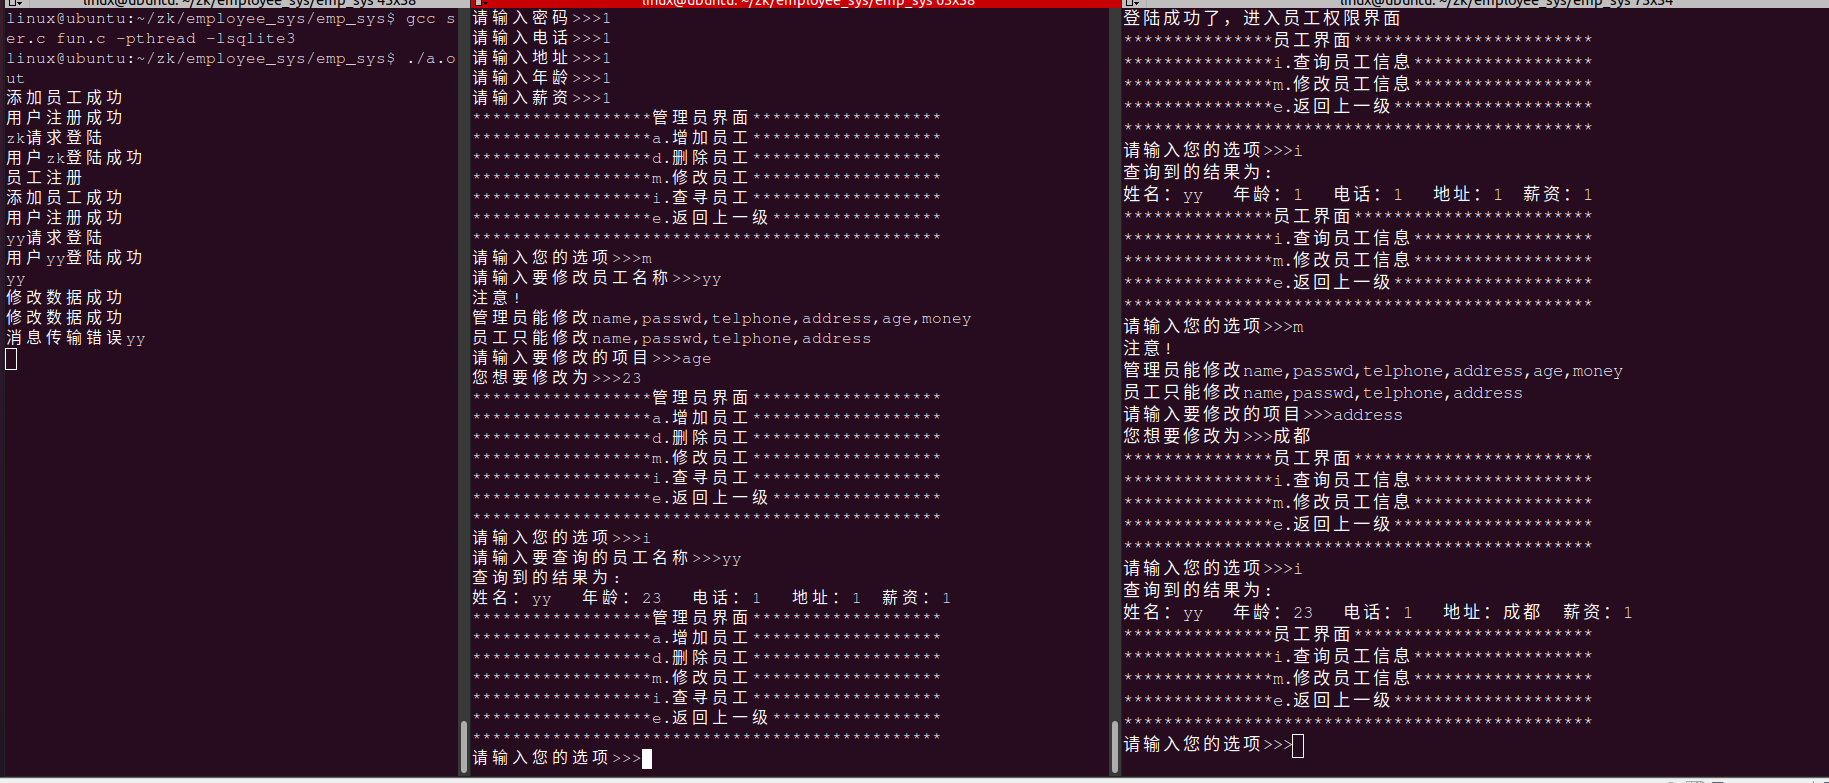 linux@ubuntu:~/zk/employee_sys/emp_sys$ gcc s
er.c fun.c -pthread -lsqlite3
linux@ubuntu:~/zk/employee_sys/emp_sys$ ./a.o
ut
添加员工成功
用户注册成功
zk请求登陆
用户zk登陆成功
员工注册
添加员工成功
用户注册成功
yy请求登陆
用户yy登陆成功
yy
修改数据成功
修改数据成功
消息传输错误yy
请输入密码>>>1
请输入电话>>>1
请输入地址>>>1
请输入年龄>>>1
请输入薪资>>>1
******************管理员界面*******************
******************a.增加员工*******************
******************d.删除员工*******************
******************m.修改员工*******************
******************i.查寻员工*******************
******************e.返回上一级*****************
***********************************************
请输入您的选项>>>m
请输入要修改员工名称>>>yy
注意!
管理员能修改name,passwd,telphone,address,age,money
员工只能修改name,passwd,telphone,address
请输入要修改的项目>>>age
您想要修改为>>>23
******************管理员界面*******************
******************a.增加员工*******************
******************d.删除员工*******************
******************m.修改员工*******************
******************i.查寻员工*******************
******************e.返回上一级*****************
***********************************************
请输入您的选项>>>i
请输入要查询的员工名称>>>yy
查询到的结果为:
姓名: yy   年龄: 23   电话: 1   地址: 1  薪资: 1
******************管理员界面*******************
******************a.增加员工*******************
******************d.删除员工*******************
******************m.修改员工*******************
******************i.查寻员工*******************
******************e.返回上一级*****************
***********************************************
请输入您的选项>>>
登陆成功了，进入员工权限界面
***************员工界面************************
***************i.查询员工信息******************
***************m.修改员工信息******************
***************e.返回上一级********************
***********************************************
请输入您的选项>>>i
查询到的结果为:
姓名: yy   年龄: 1   电话: 1   地址: 1  薪资: 1
***************员工界面************************
***************i.查询员工信息******************
***************m.修改员工信息******************
***************e.返回上一级********************
***********************************************
请输入您的选项>>>m
注意!
管理员能修改name,passwd,telphone,address,age,money
员工只能修改name,passwd,telphone,address
请输入要修改的项目>>>address
您想要修改为>>>成都
***************员工界面************************
***************i.查询员工信息******************
***************m.修改员工信息******************
***************e.返回上一级********************
***********************************************
请输入您的选项>>>i
查询到的结果为:
姓名: yy   年龄: 23   电话: 1   地址: 成都  薪资: 1
***************员工界面************************
***************i.查询员工信息******************
***************m.修改员工信息******************
***************e.返回上一级********************
***********************************************
请输入您的选项>>>